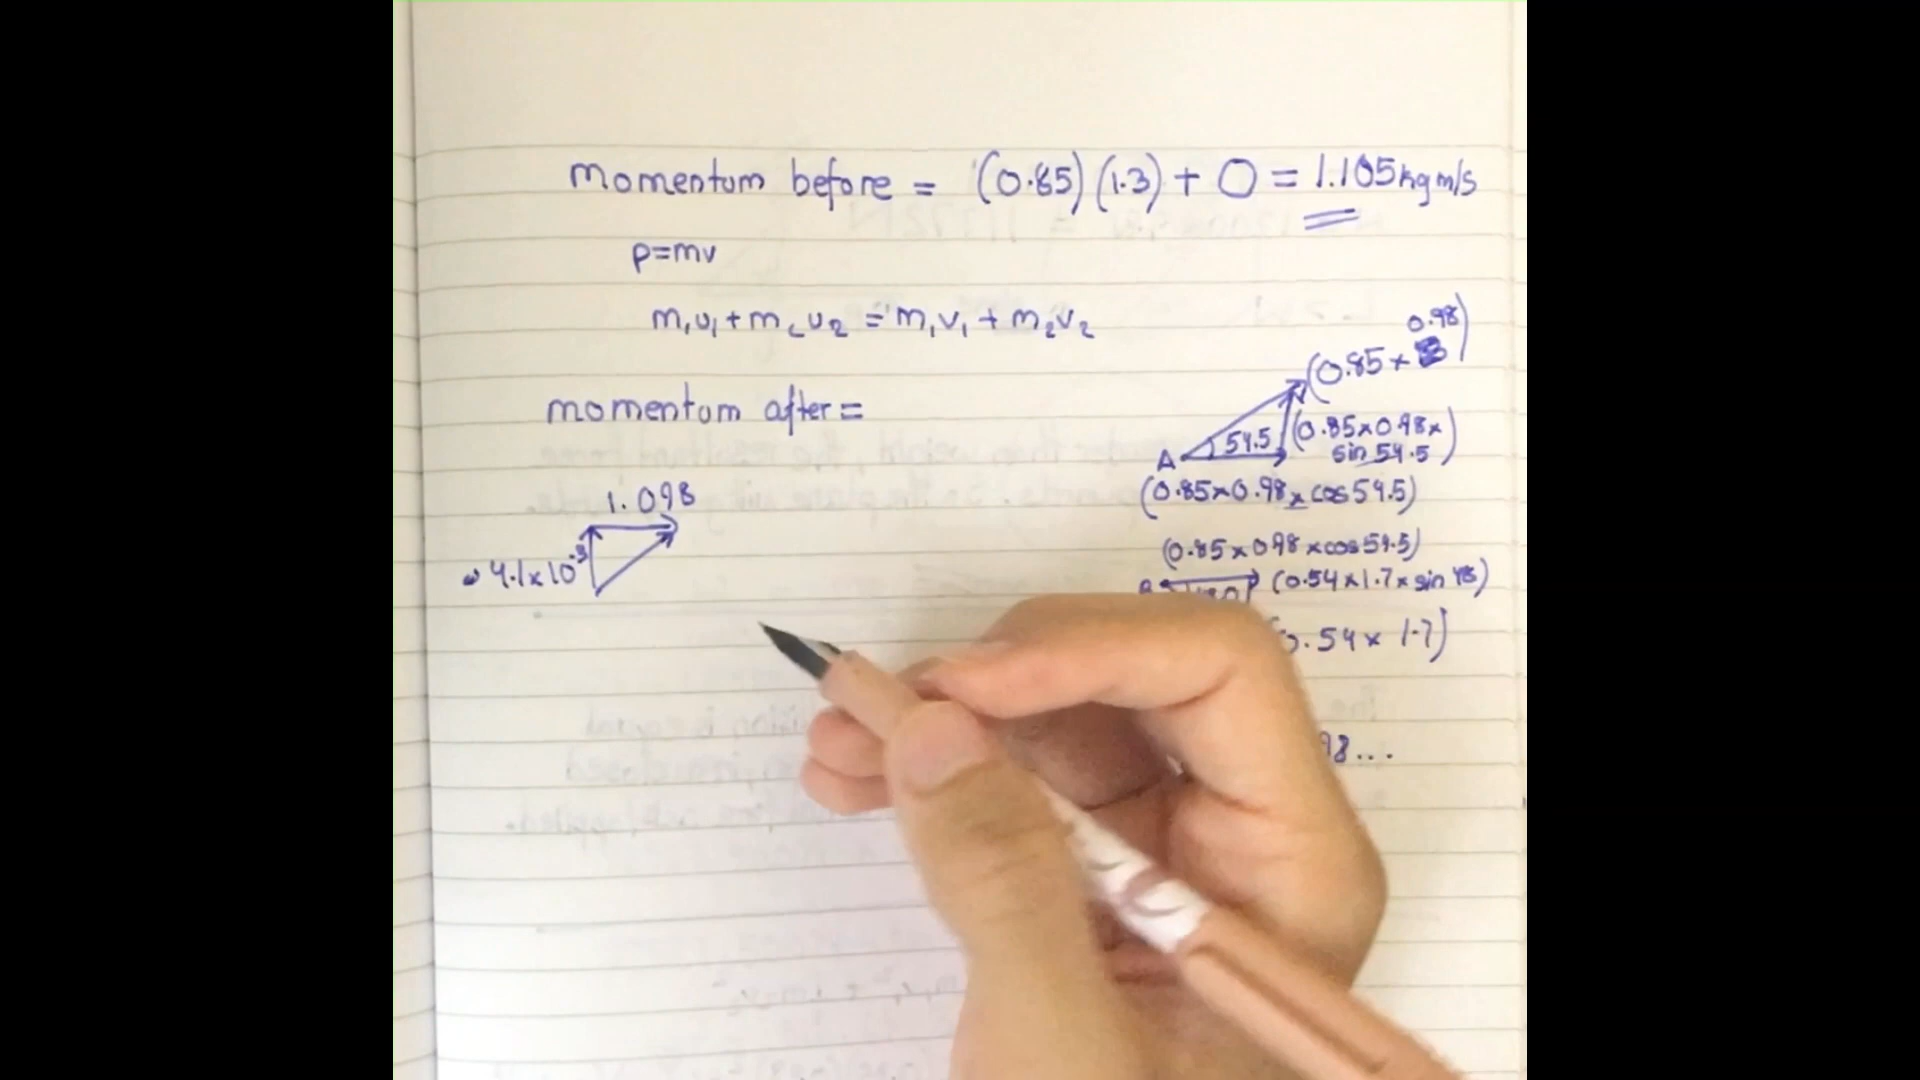 momentum before = (0.85)(1.3) + 0 = 1.105 kg m/s
p=mv
m₁u₁ + m₂u₂ = m₁v₁ + m₂v₂
0.98)
(0.85 ×
momentum after =
A 54.5 (0.85×0.98×
sin 54.5)
(0.85×0.98 × cos 54.5)
1.098
4.1×10⁻³
(0.85×0.98 × cos 54.5)
(0.54×1.7× sin 48)
0.54 × 1.7)
98...